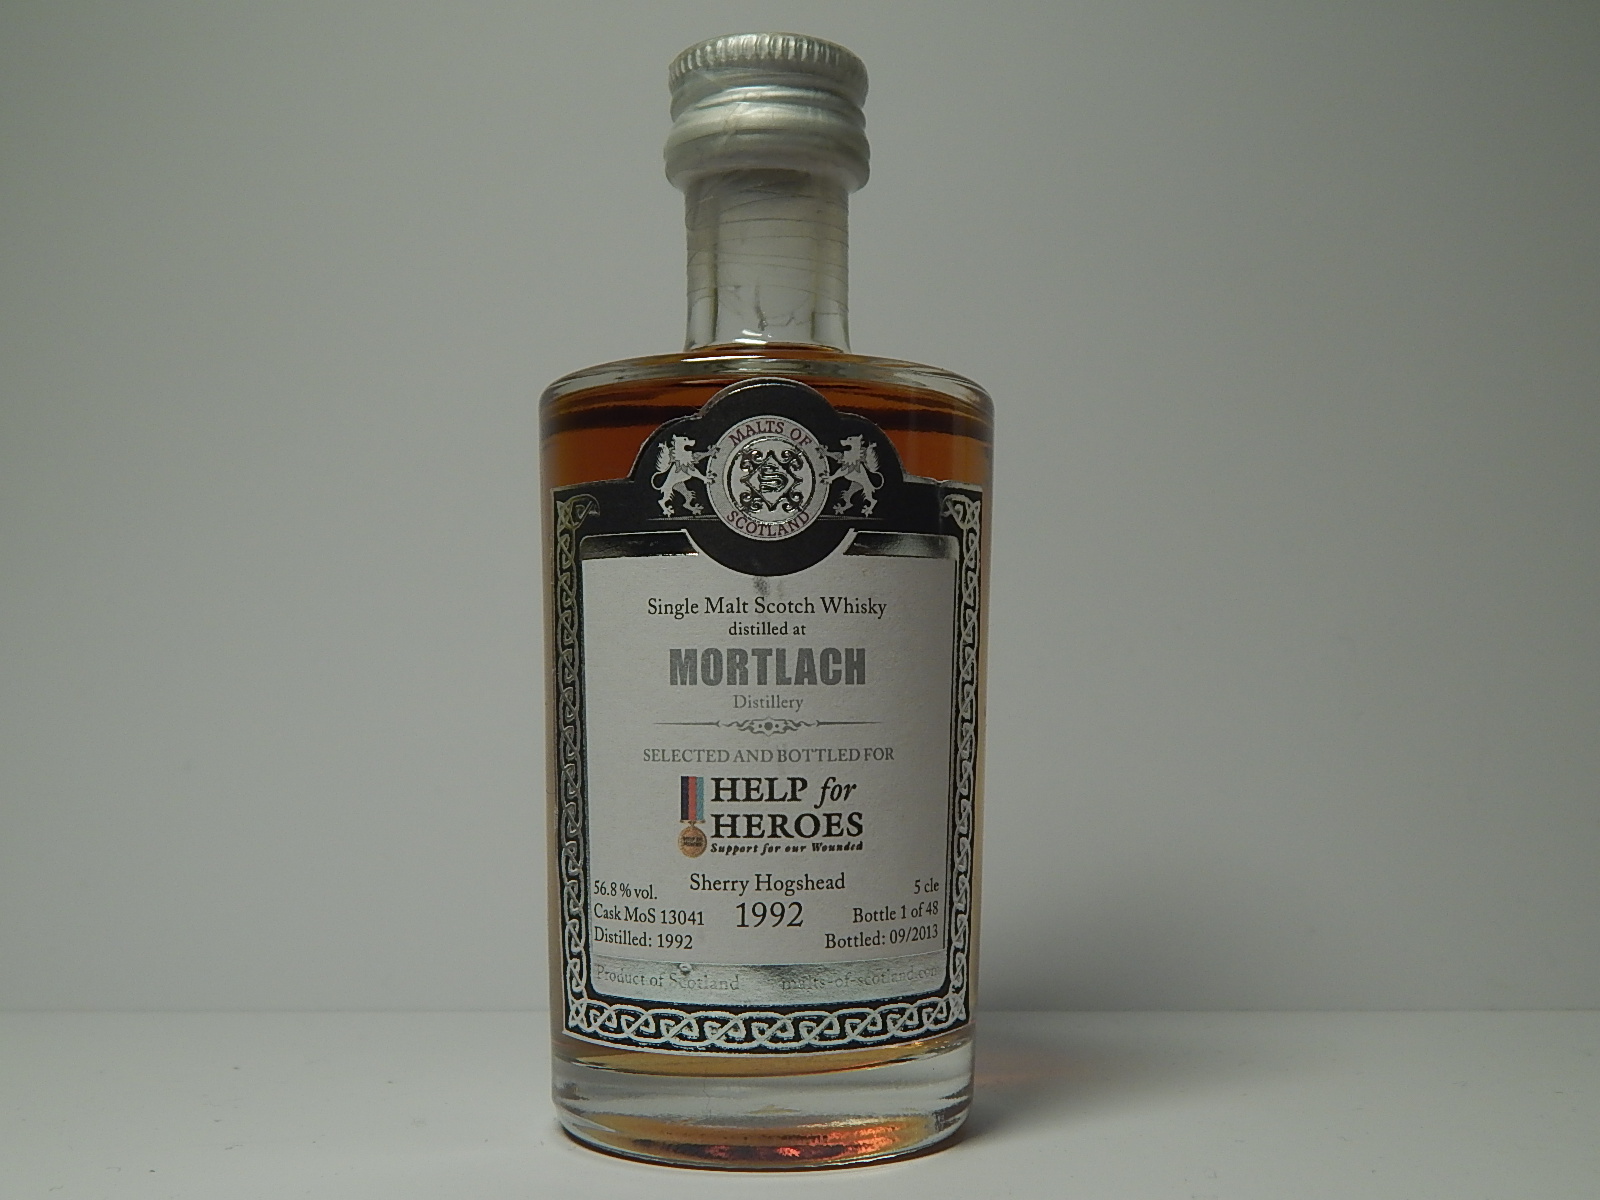 MALTS OF
S
SCOTLAND
Single Malt Scotch Whisky
distilled at
MORTLACH
Distillery
SELECTED AND BOTTLED FOR
HELP for
HEROES
Support for our Wounded
Sherry Hogshead
56.8 % vol.
Cask MoS 13041
Distilled: 1992
1992
5 cle
Bottle 1 of 48
Bottled: 09/2013
Product of Scotland
malts-of-scotland.com